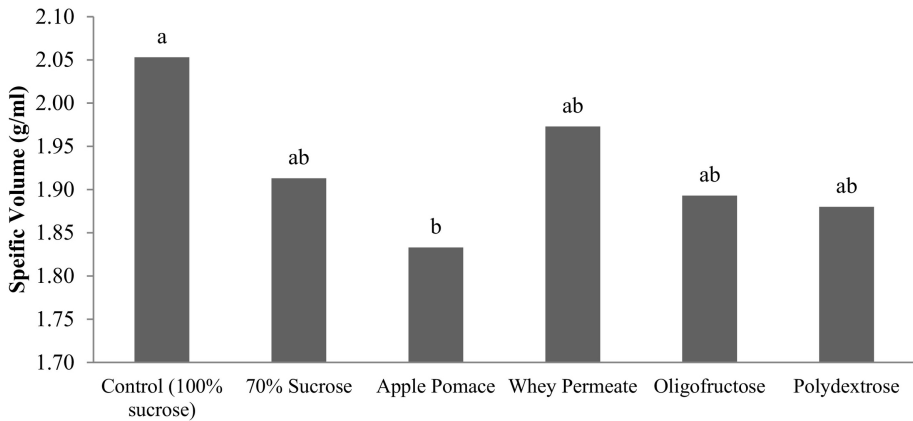 2.10
2.05
2.00
1.95
1.90
1.85
1.80
1.75
1.70
Speific Volume (g/ml)
a
ab
b
ab
ab
ab
Control (100%
sucrose)
70% Sucrose
Apple Pomace
Whey Permeate
Oligofructose
Polydextrose